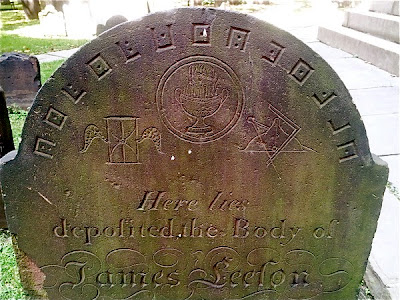 Here lies
depoſited the Body of
James Leeſon